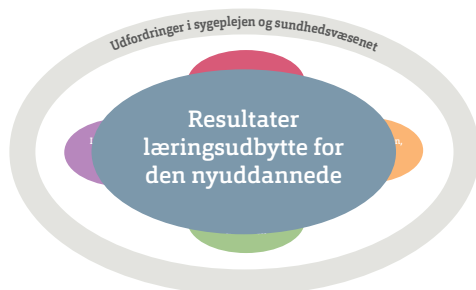 Udfordringer i sygeplejen og sundhedsvæsenet
Resultater
læringsudbytte for
den nyuddannede